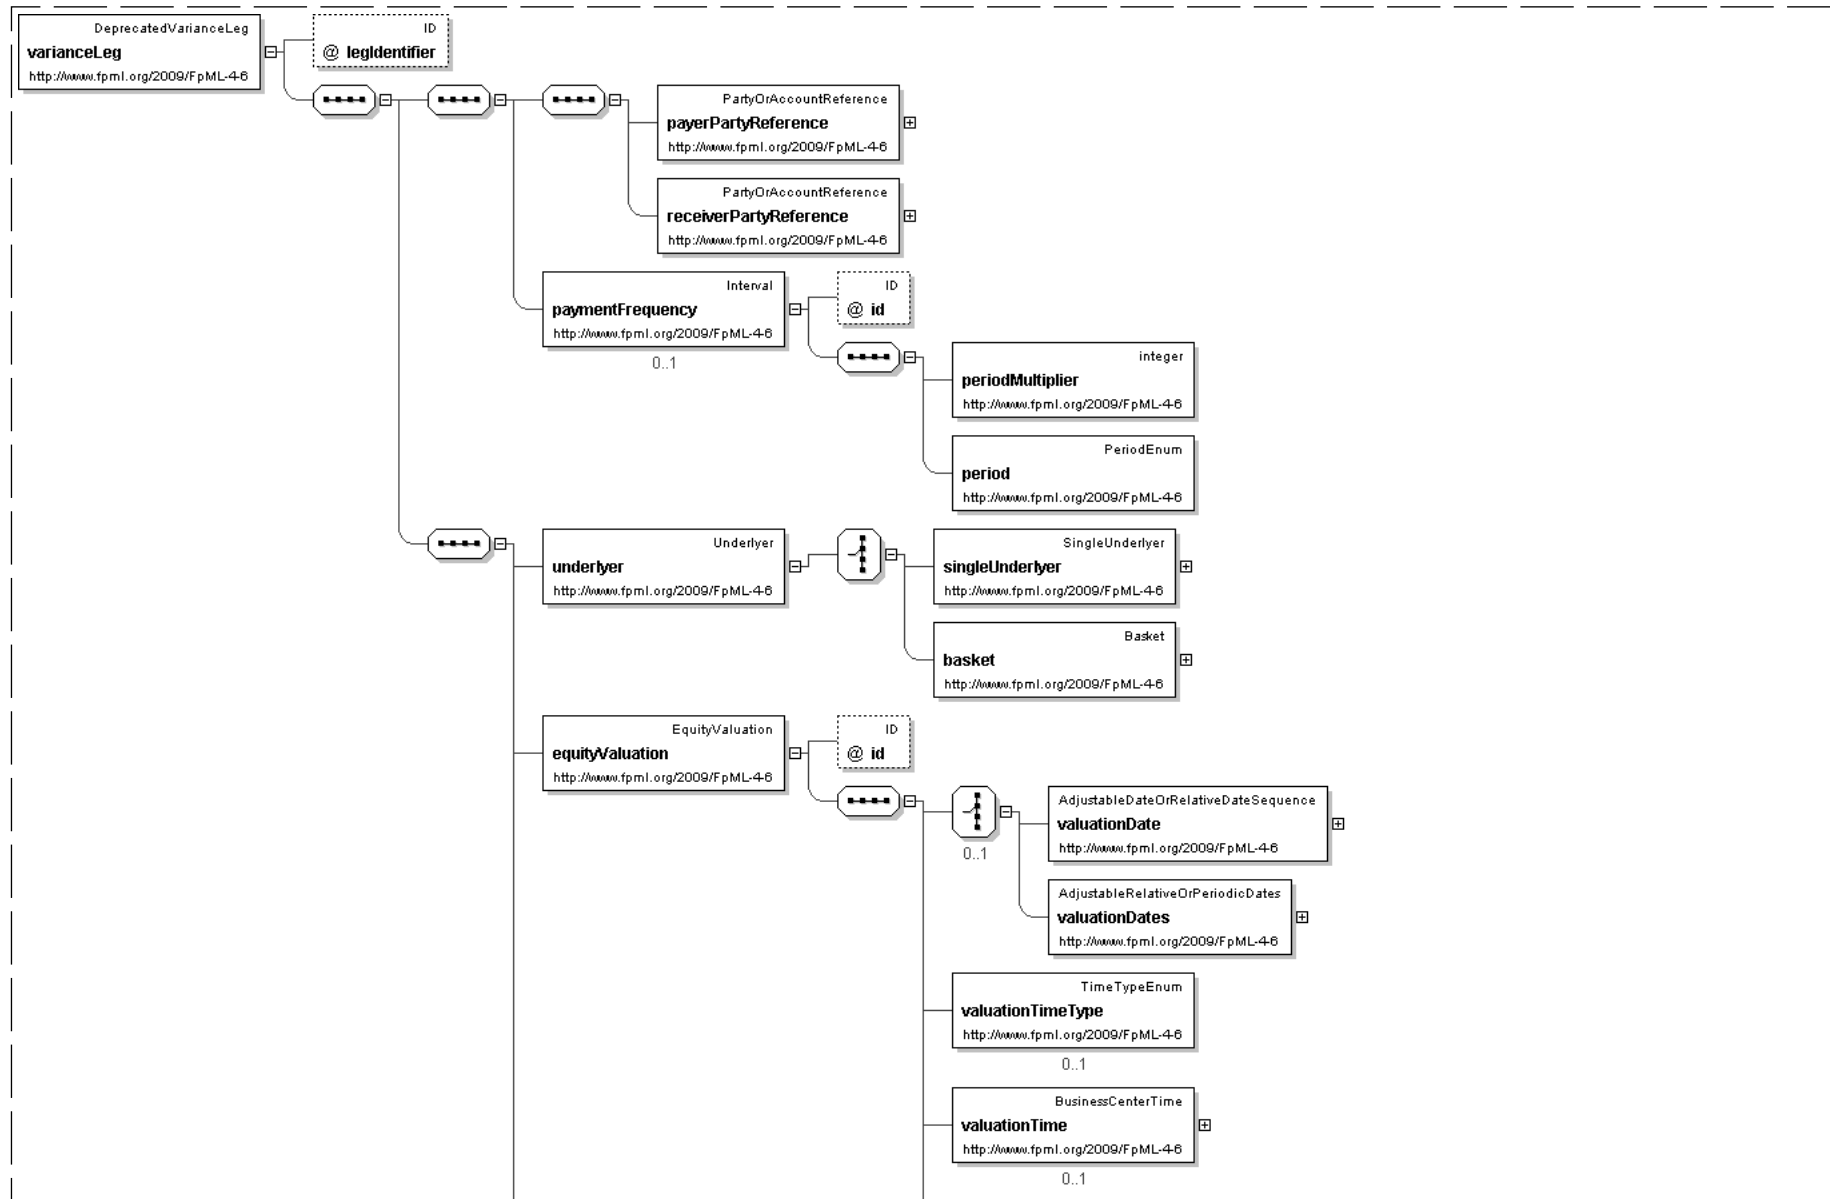 DeprecatedVarianceLeg
varianceLeg
http://www.fpml.org/2009/FpML-4-6
ID
@ legIdentifier
PartyOrAccountReference
payerPartyReference
http://www.fpml.org/2009/FpML-4-6
PartyOrAccountReference
receiverPartyReference
http://www.fpml.org/2009/FpML-4-6
Interval
paymentFrequency
http://www.fpml.org/2009/FpML-4-6
0..1
ID
@ id
integer
periodMultiplier
http://www.fpml.org/2009/FpML-4-6
PeriodEnum
period
http://www.fpml.org/2009/FpML-4-6
Underlyer
underlyer
http://www.fpml.org/2009/FpML-4-6
SingleUnderlyer
singleUnderlyer
http://www.fpml.org/2009/FpML-4-6
Basket
basket
http://www.fpml.org/2009/FpML-4-6
EquityValuation
equityValuation
http://www.fpml.org/2009/FpML-4-6
ID
@ id
0..1
AdjustableDateOrRelativeDateSequence
valuationDate
http://www.fpml.org/2009/FpML-4-6
AdjustableRelativeOrPeriodicDates
valuationDates
http://www.fpml.org/2009/FpML-4-6
TimeTypeEnum
valuationTimeType
http://www.fpml.org/2009/FpML-4-6
0..1
BusinessCenterTime
valuationTime
http://www.fpml.org/2009/FpML-4-6
0..1